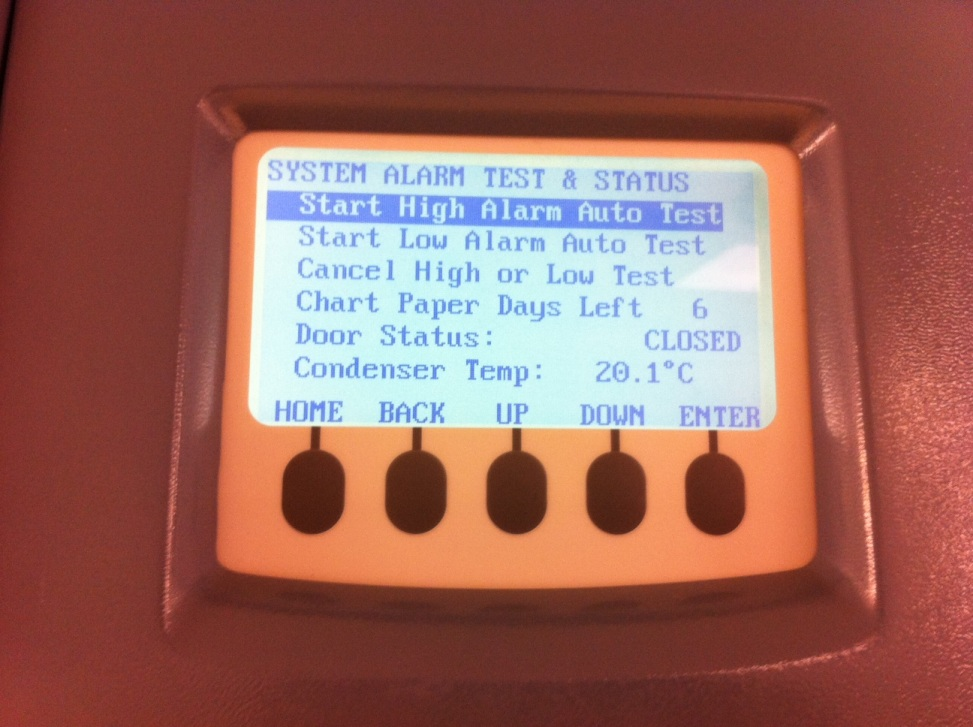 SYSTEM ALARM TEST & STATUS
Start High Alarm Auto Test
Start Low Alarm Auto Test
Cancel High or Low Test
Chart Paper Days Left 6
Door Status: CLOSED
Condenser Temp: 20.1°C
HOME BACK UP DOWN ENTER